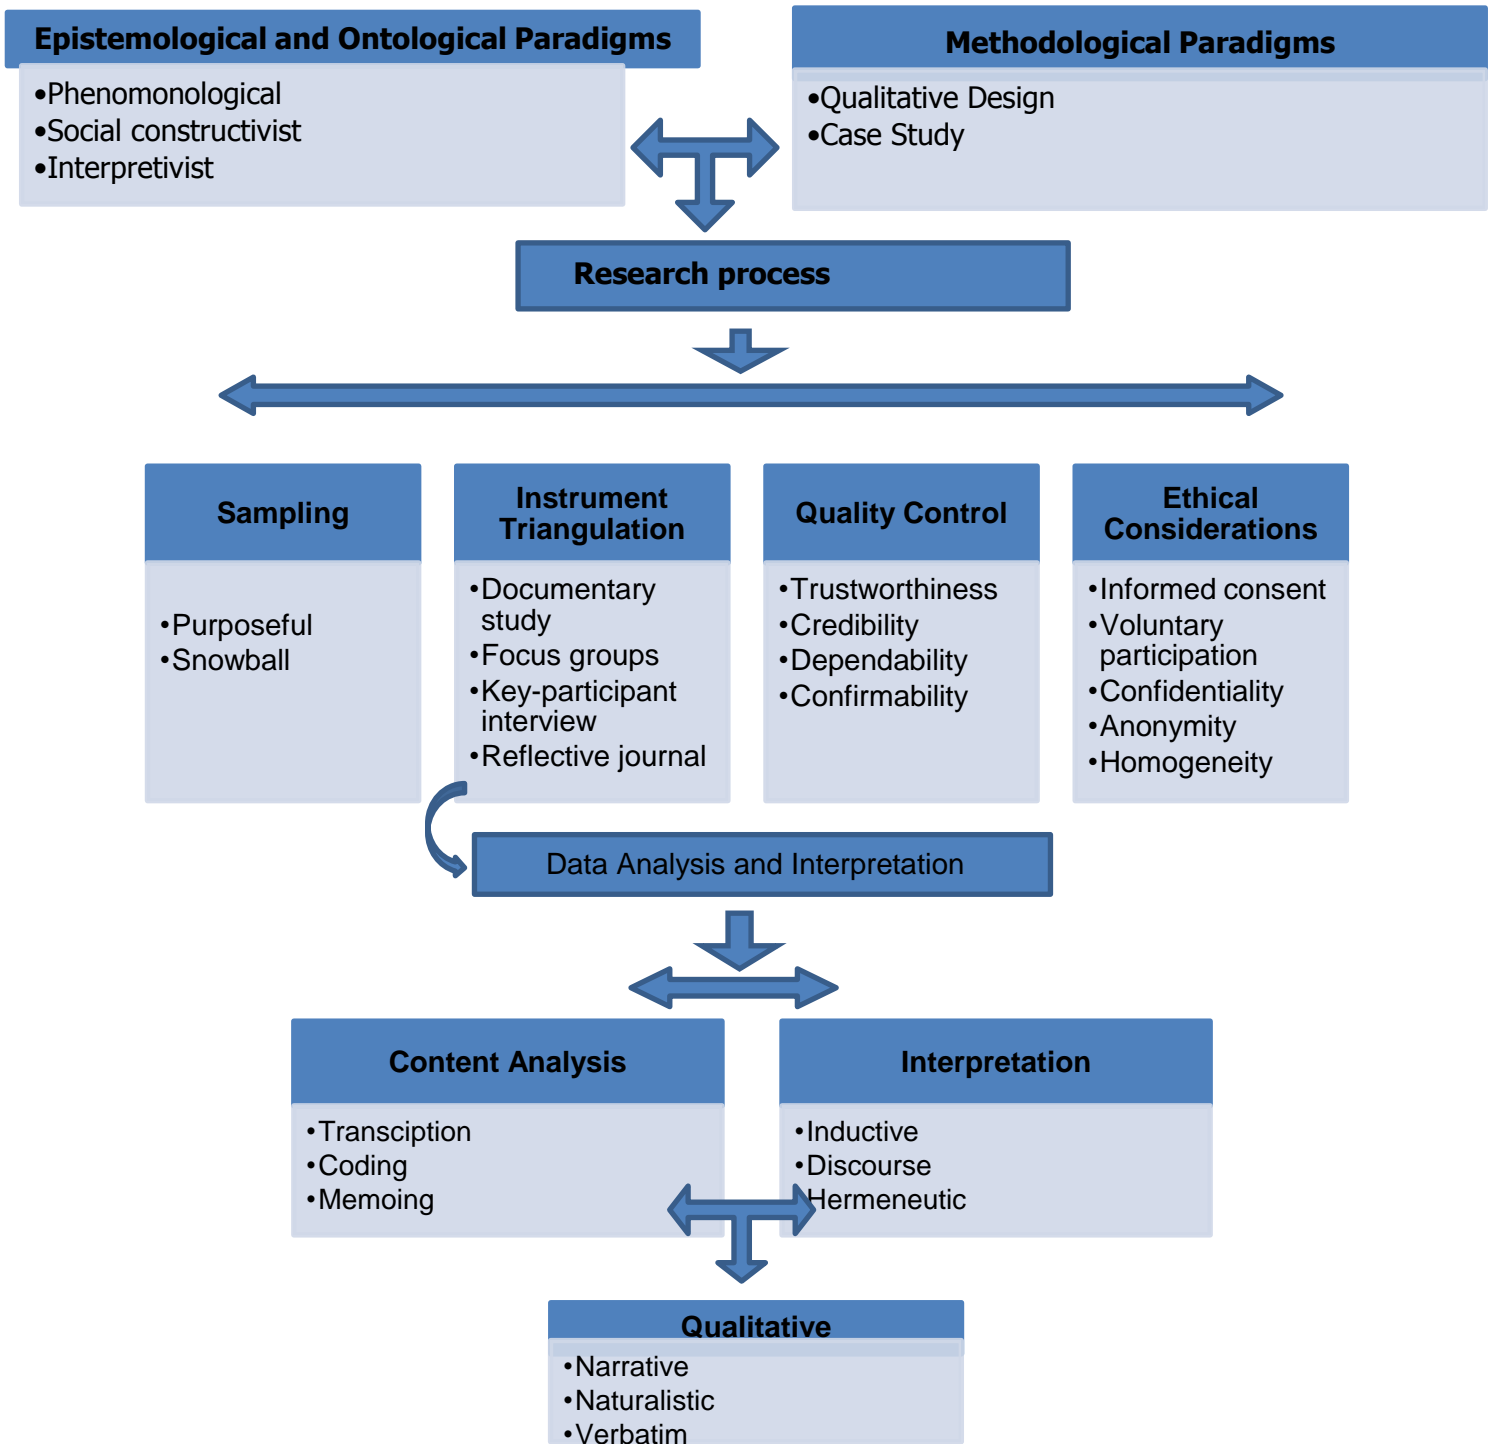 Epistemological and Ontological Paradigms
•Phenomonological
•Social constructivist
•Interpretivist
Methodological Paradigms
•Qualitative Design
•Case Study
Research process
Sampling
•Purposeful
•Snowball
Instrument
Triangulation
•Documentary
study
•Focus groups
•Key-participant
interview
•Reflective journal
Quality Control
•Trustworthiness
•Credibility
•Dependability
•Confirmability
Ethical
Considerations
•Informed consent
•Voluntary
participation
•Confidentiality
•Anonymity
•Homogeneity
Data Analysis and Interpretation
Content Analysis
•Transciption
•Coding
•Memoing
Interpretation
•Inductive
•Discourse
•Hermeneutic
Qualitative
•Narrative
•Naturalistic
•Verbatim